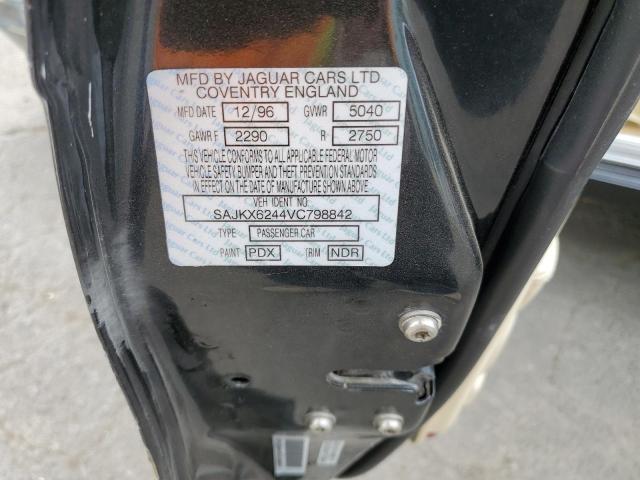 MFD BY JAGUAR CARS LTD
COVENTRY ENGLAND
MFD DATE 12/96 GVWR 5040
GAWR F 2290 R 2750
THIS VEHICLE CONFORMS TO ALL APPLICABLE FEDERAL MOTOR
VEHICLE SAFETY, BUMPER AND THEFT PREVENTION STANDARDS
IN EFFECT ON THE DATE OF MANUFACTURE SHOWN ABOVE
VEH IDENT NO
SAJKX6244VC798842
TYPE PASSENGER CAR
PAINT PDX TRIM NDR